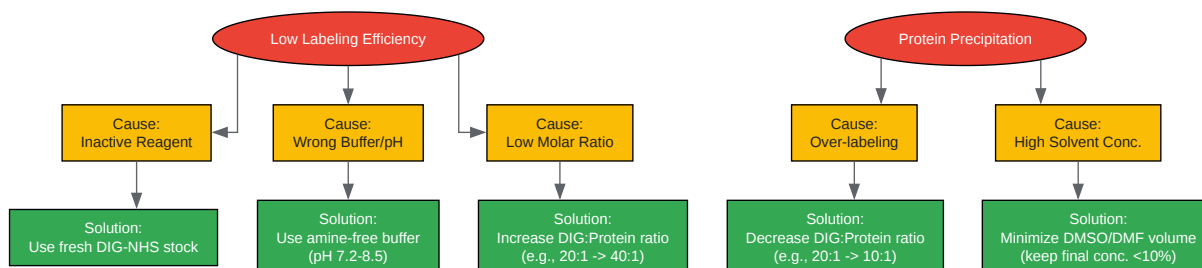 Low Labeling Efficiency
Protein Precipitation
Cause:
Inactive Reagent
Cause:
Wrong Buffer/pH
Cause:
Low Molar Ratio
Cause:
Over-labeling
Cause:
High Solvent Conc.
Solution:
Use fresh DIG-NHS stock
Solution:
Use amine-free buffer
(pH 7.2-8.5)
Solution:
Increase DIG:Protein ratio
(e.g., 20:1 -> 40:1)
Solution:
Decrease DIG:Protein ratio
(e.g., 20:1 -> 10:1)
Solution:
Minimize DMSO/DMF volume
(keep final conc. <10%)